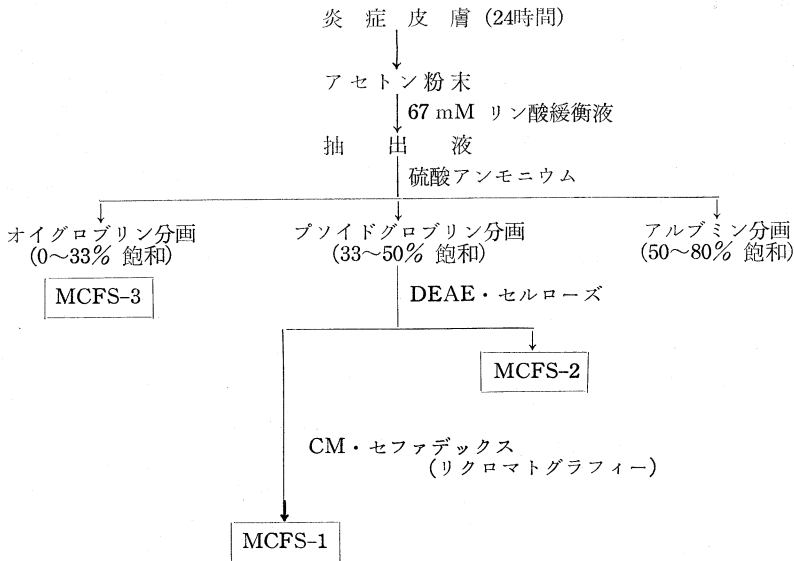 炎症皮膚 (24時間)
アセトン粉末
67 mM リン酸緩衡液
抽出液
硫酸アンモニウム
オイグロブリン分画
(0〜33% 飽和)
プソイドグロブリン分画
(33〜50% 飽和)
アルブミン分画
(50〜80% 飽和)
MCFS-3
DEAE・セルローズ
MCFS-2
CM・セファデックス
(リクロマトグラフィー)
MCFS-1